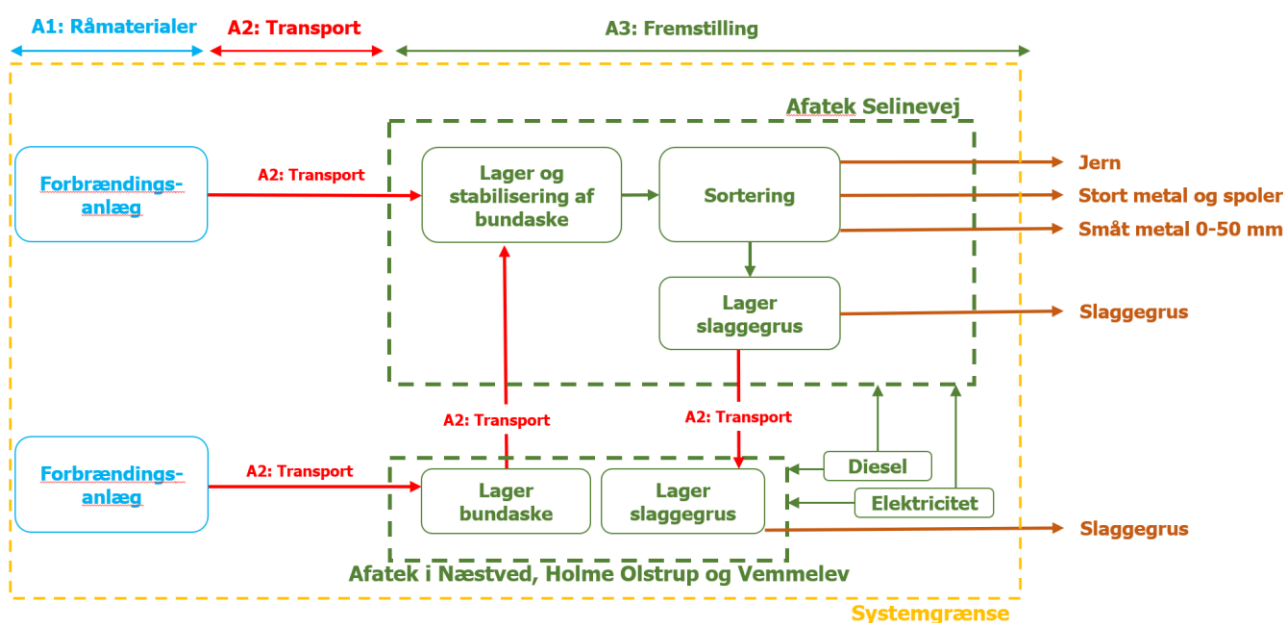 A1: Råmaterialer
A2: Transport
A3: Fremstilling
Afatek Selinevej
Forbrændings-
anlæg
A2: Transport
Lager og
stabilisering af
bundaske
Sortering
Jern
Stort metal og spoler
Småt metal 0-50 mm
Lager
slaggegrus
Slaggegrus
A2: Transport
A2: Transport
Forbrændings-
anlæg
A2: Transport
Lager
bundaske
Lager
slaggegrus
Diesel
Elektricitet
Slaggegrus
Afatek i Næstved, Holme Olstrup og Vemmelev
Systemgrænse